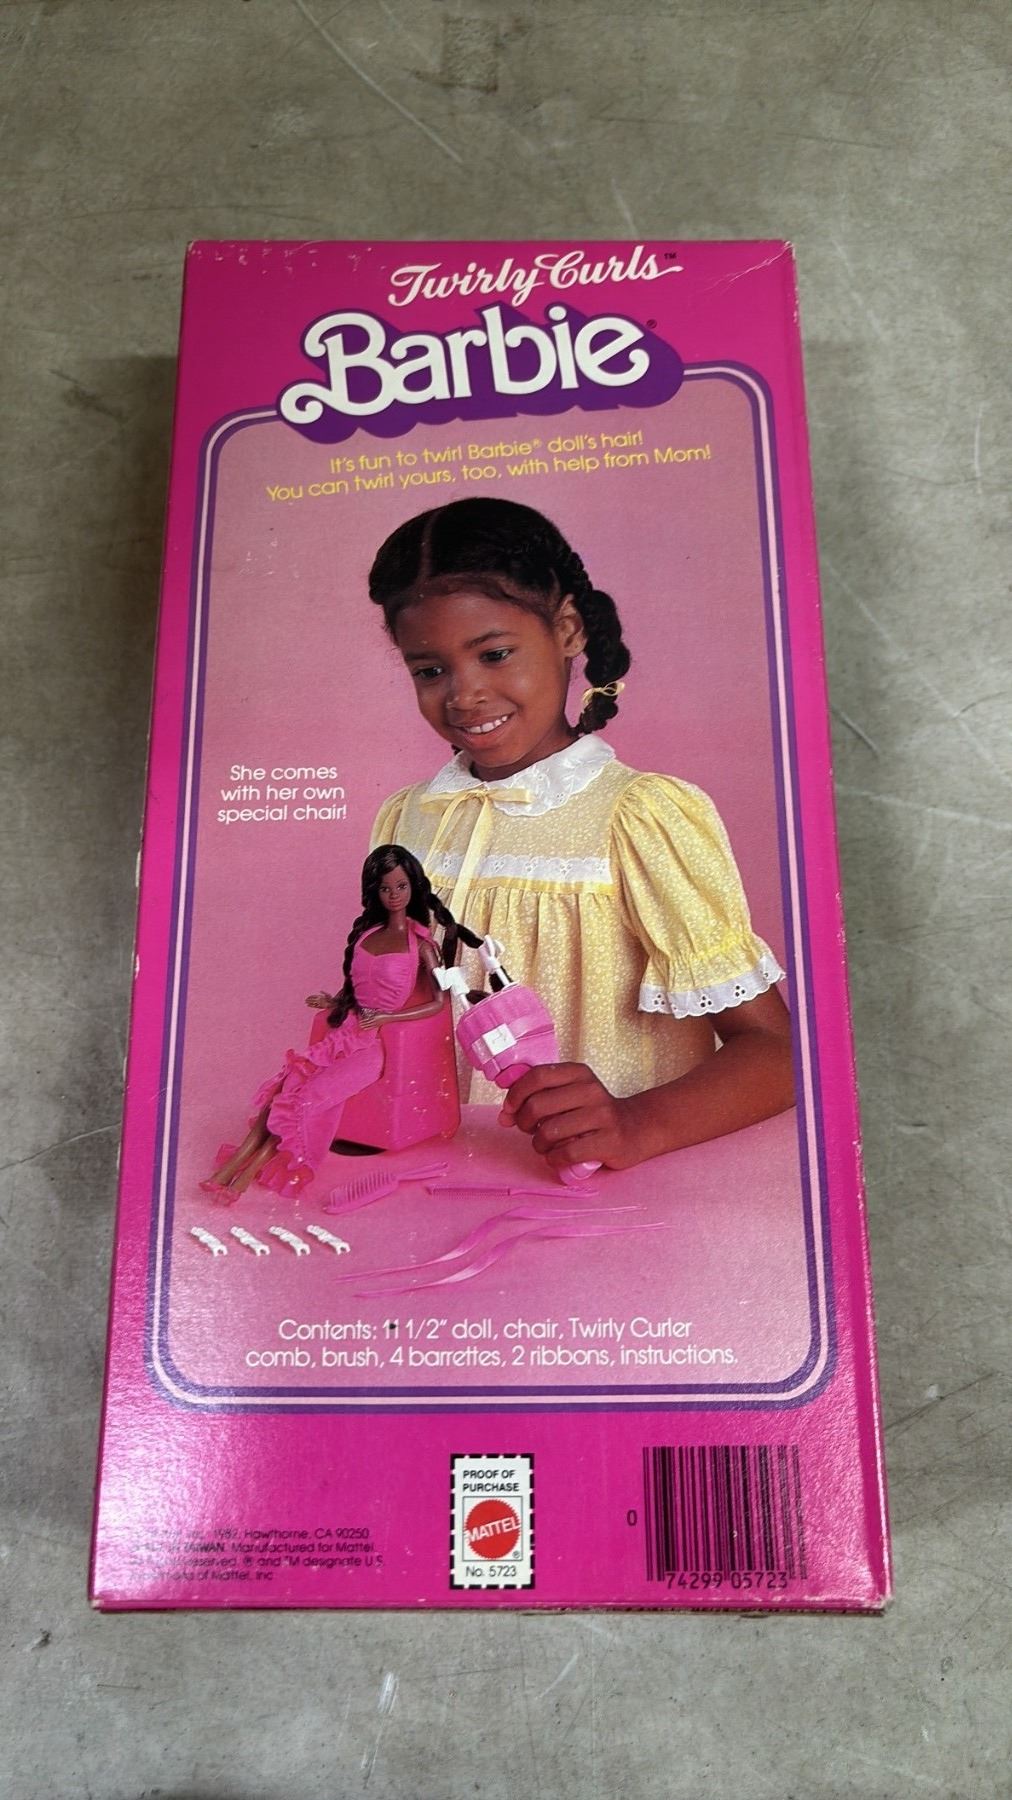 Twirly Curls™
Barbie®
It's fun to twirl Barbie® doll's hair!
You can twirl yours, too, with help from Mom!
She comes
with her own
special chair!
Contents: 11 1/2" doll, chair, Twirly Curler
comb, brush, 4 barrettes, 2 ribbons, instructions.
PROOF OF
PURCHASE
MATTEL®
No. 5723
0
74299 05723
1982, Hawthorne, CA 90250
TAIWAN. Manufactured for Mattel.
Reserved. ® and ™ designate U.S.
of Mattel, Inc